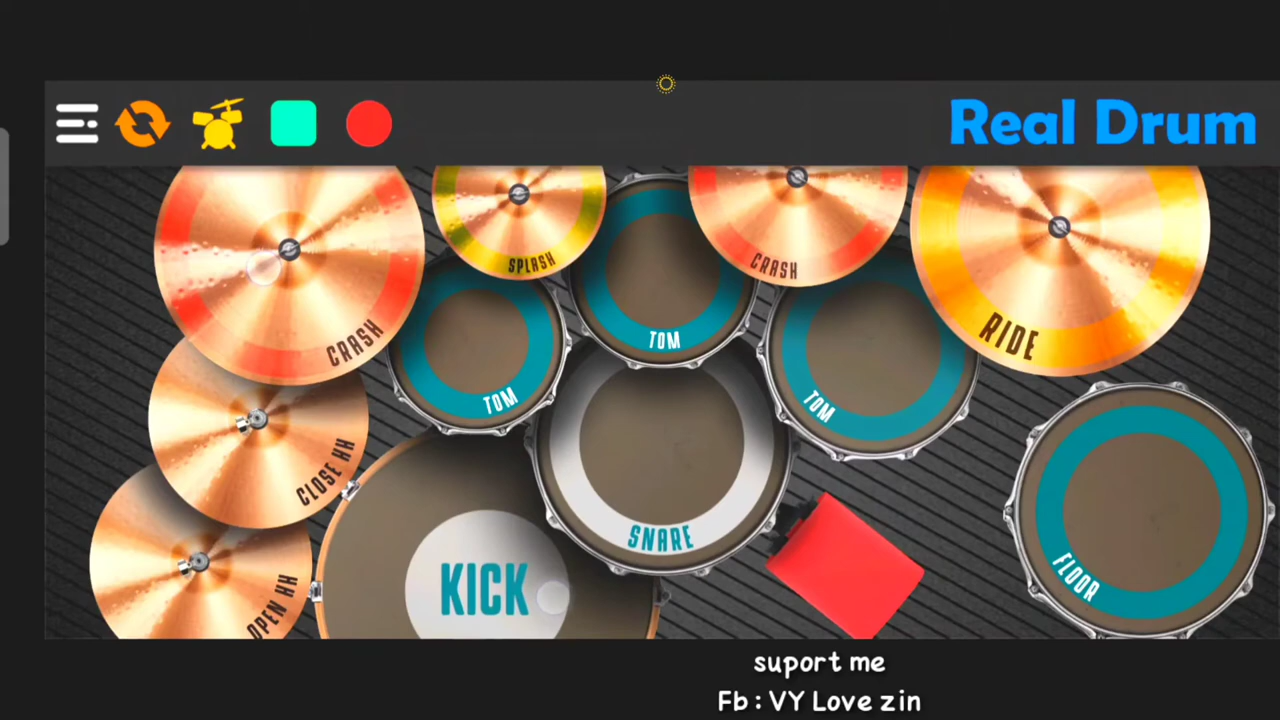 Real Drum
SPLASH
CRASH
CRASH
RIDE
TOM
TOM
TOM
CLOSE HH
SNARE
KICK
OPEN HH
FLOOR
suport me
Fb : VY Love zin